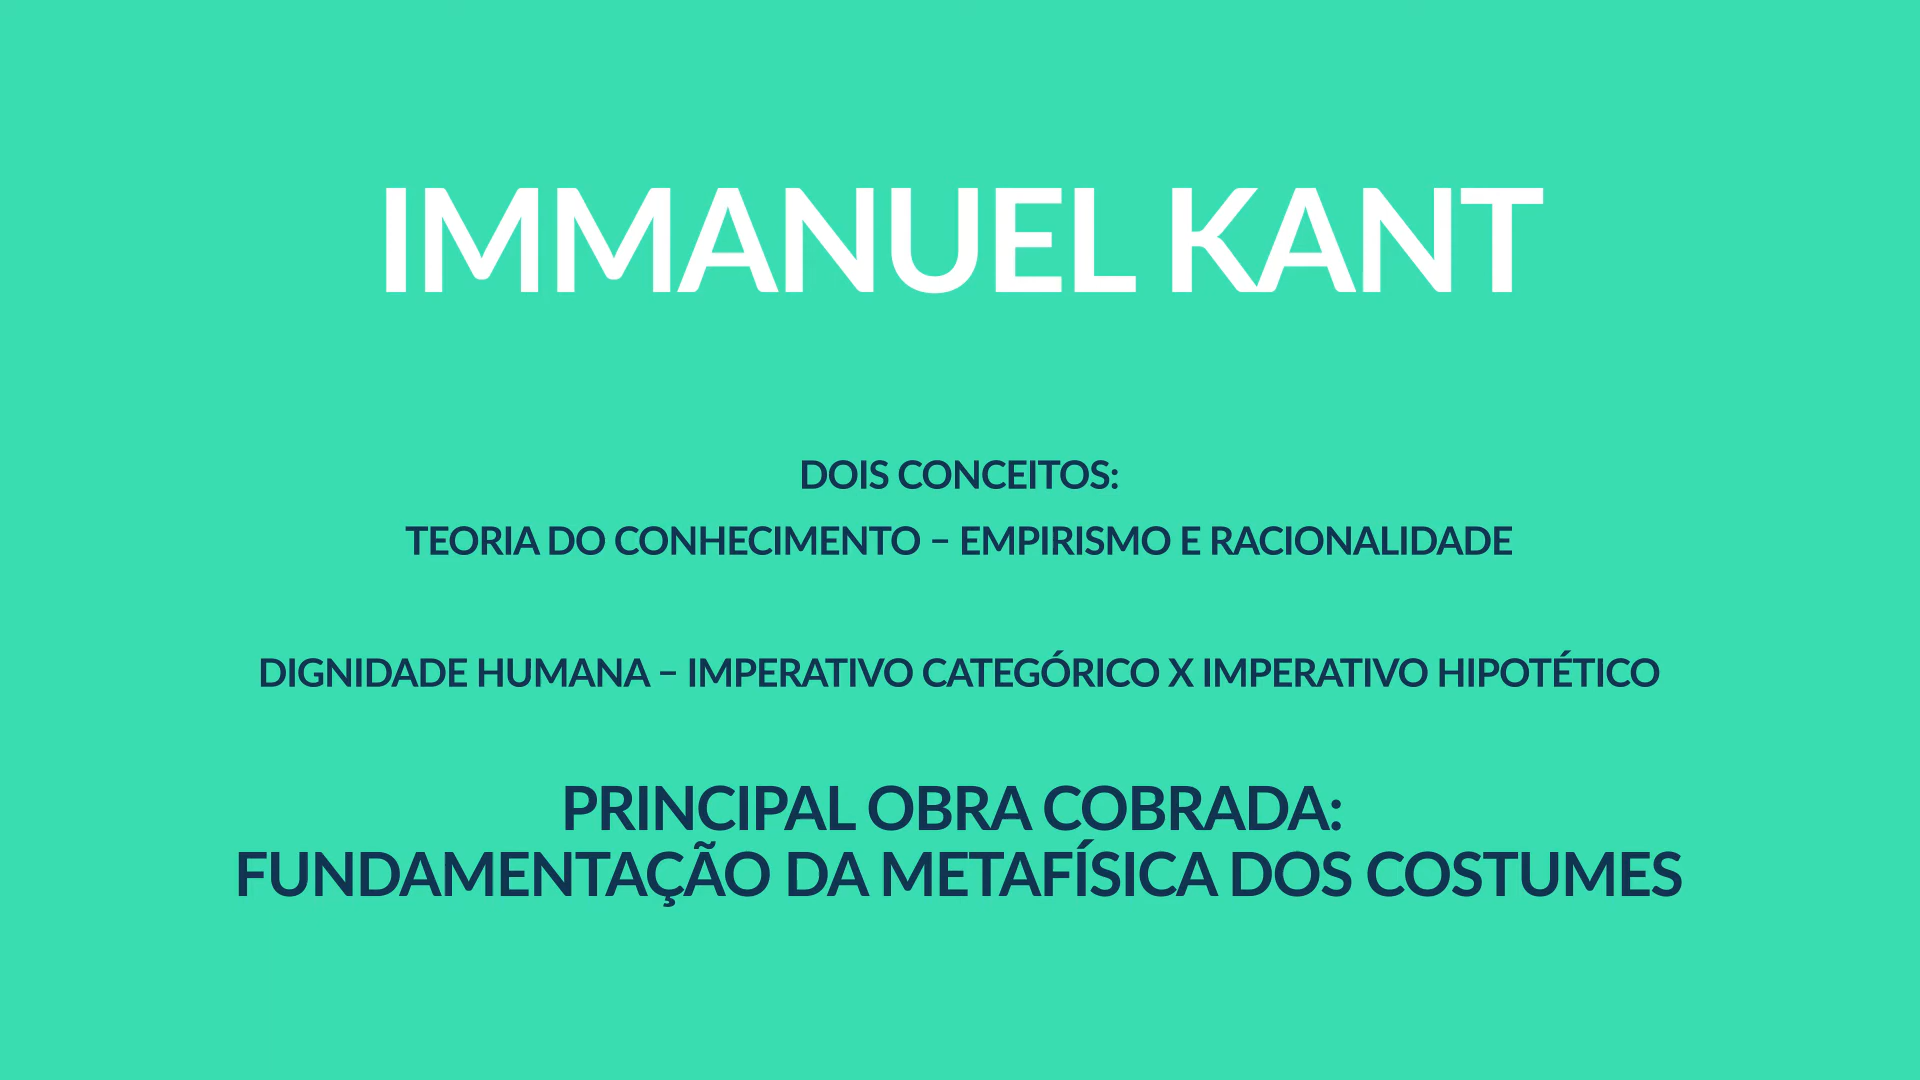 IMMANUEL KANT
DOIS CONCEITOS:
TEORIA DO CONHECIMENTO – EMPIRISMO E RACIONALIDADE
DIGNIDADE HUMANA – IMPERATIVO CATEGÓRICO X IMPERATIVO HIPOTÉTICO
PRINCIPAL OBRA COBRADA:
FUNDAMENTAÇÃO DA METAFÍSICA DOS COSTUMES